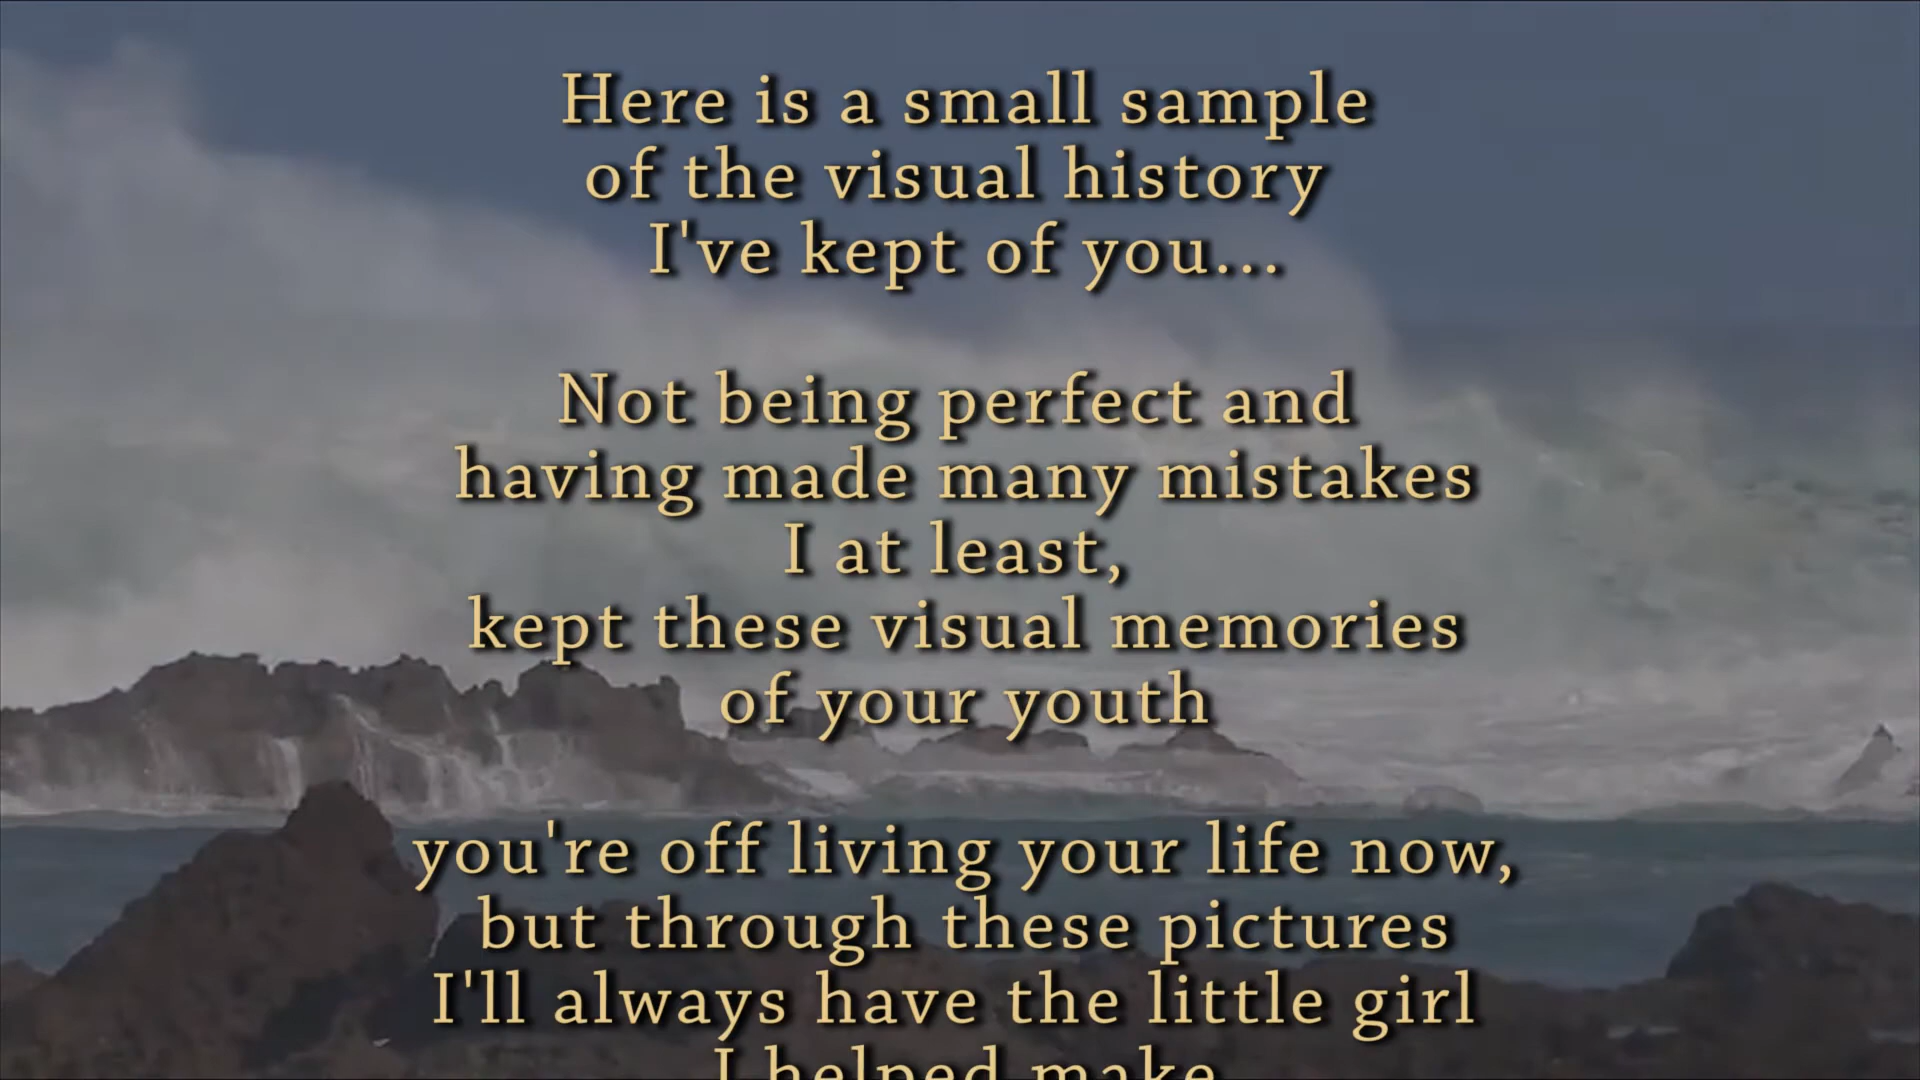 Here is a small sample
of the visual history
I've kept of you...
Not being perfect and
having made many mistakes
I at least,
kept these visual memories
of your youth
you're off living your life now,
but through these pictures
I'll always have the little girl
I helped make